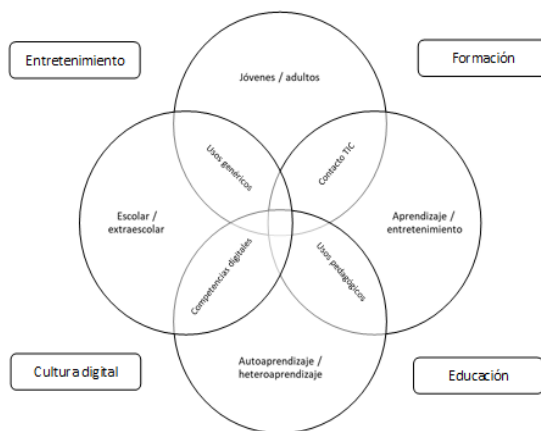 Entretenimiento
Formación
Jóvenes / adultos
Usos genéricos
Contacto TIC
Escolar /
extraescolar
Aprendizaje /
entretenimiento
Competencias digitales
Usos pedagógicos
Autoaprendizaje /
heteroaprendizaje
Cultura digital
Educación